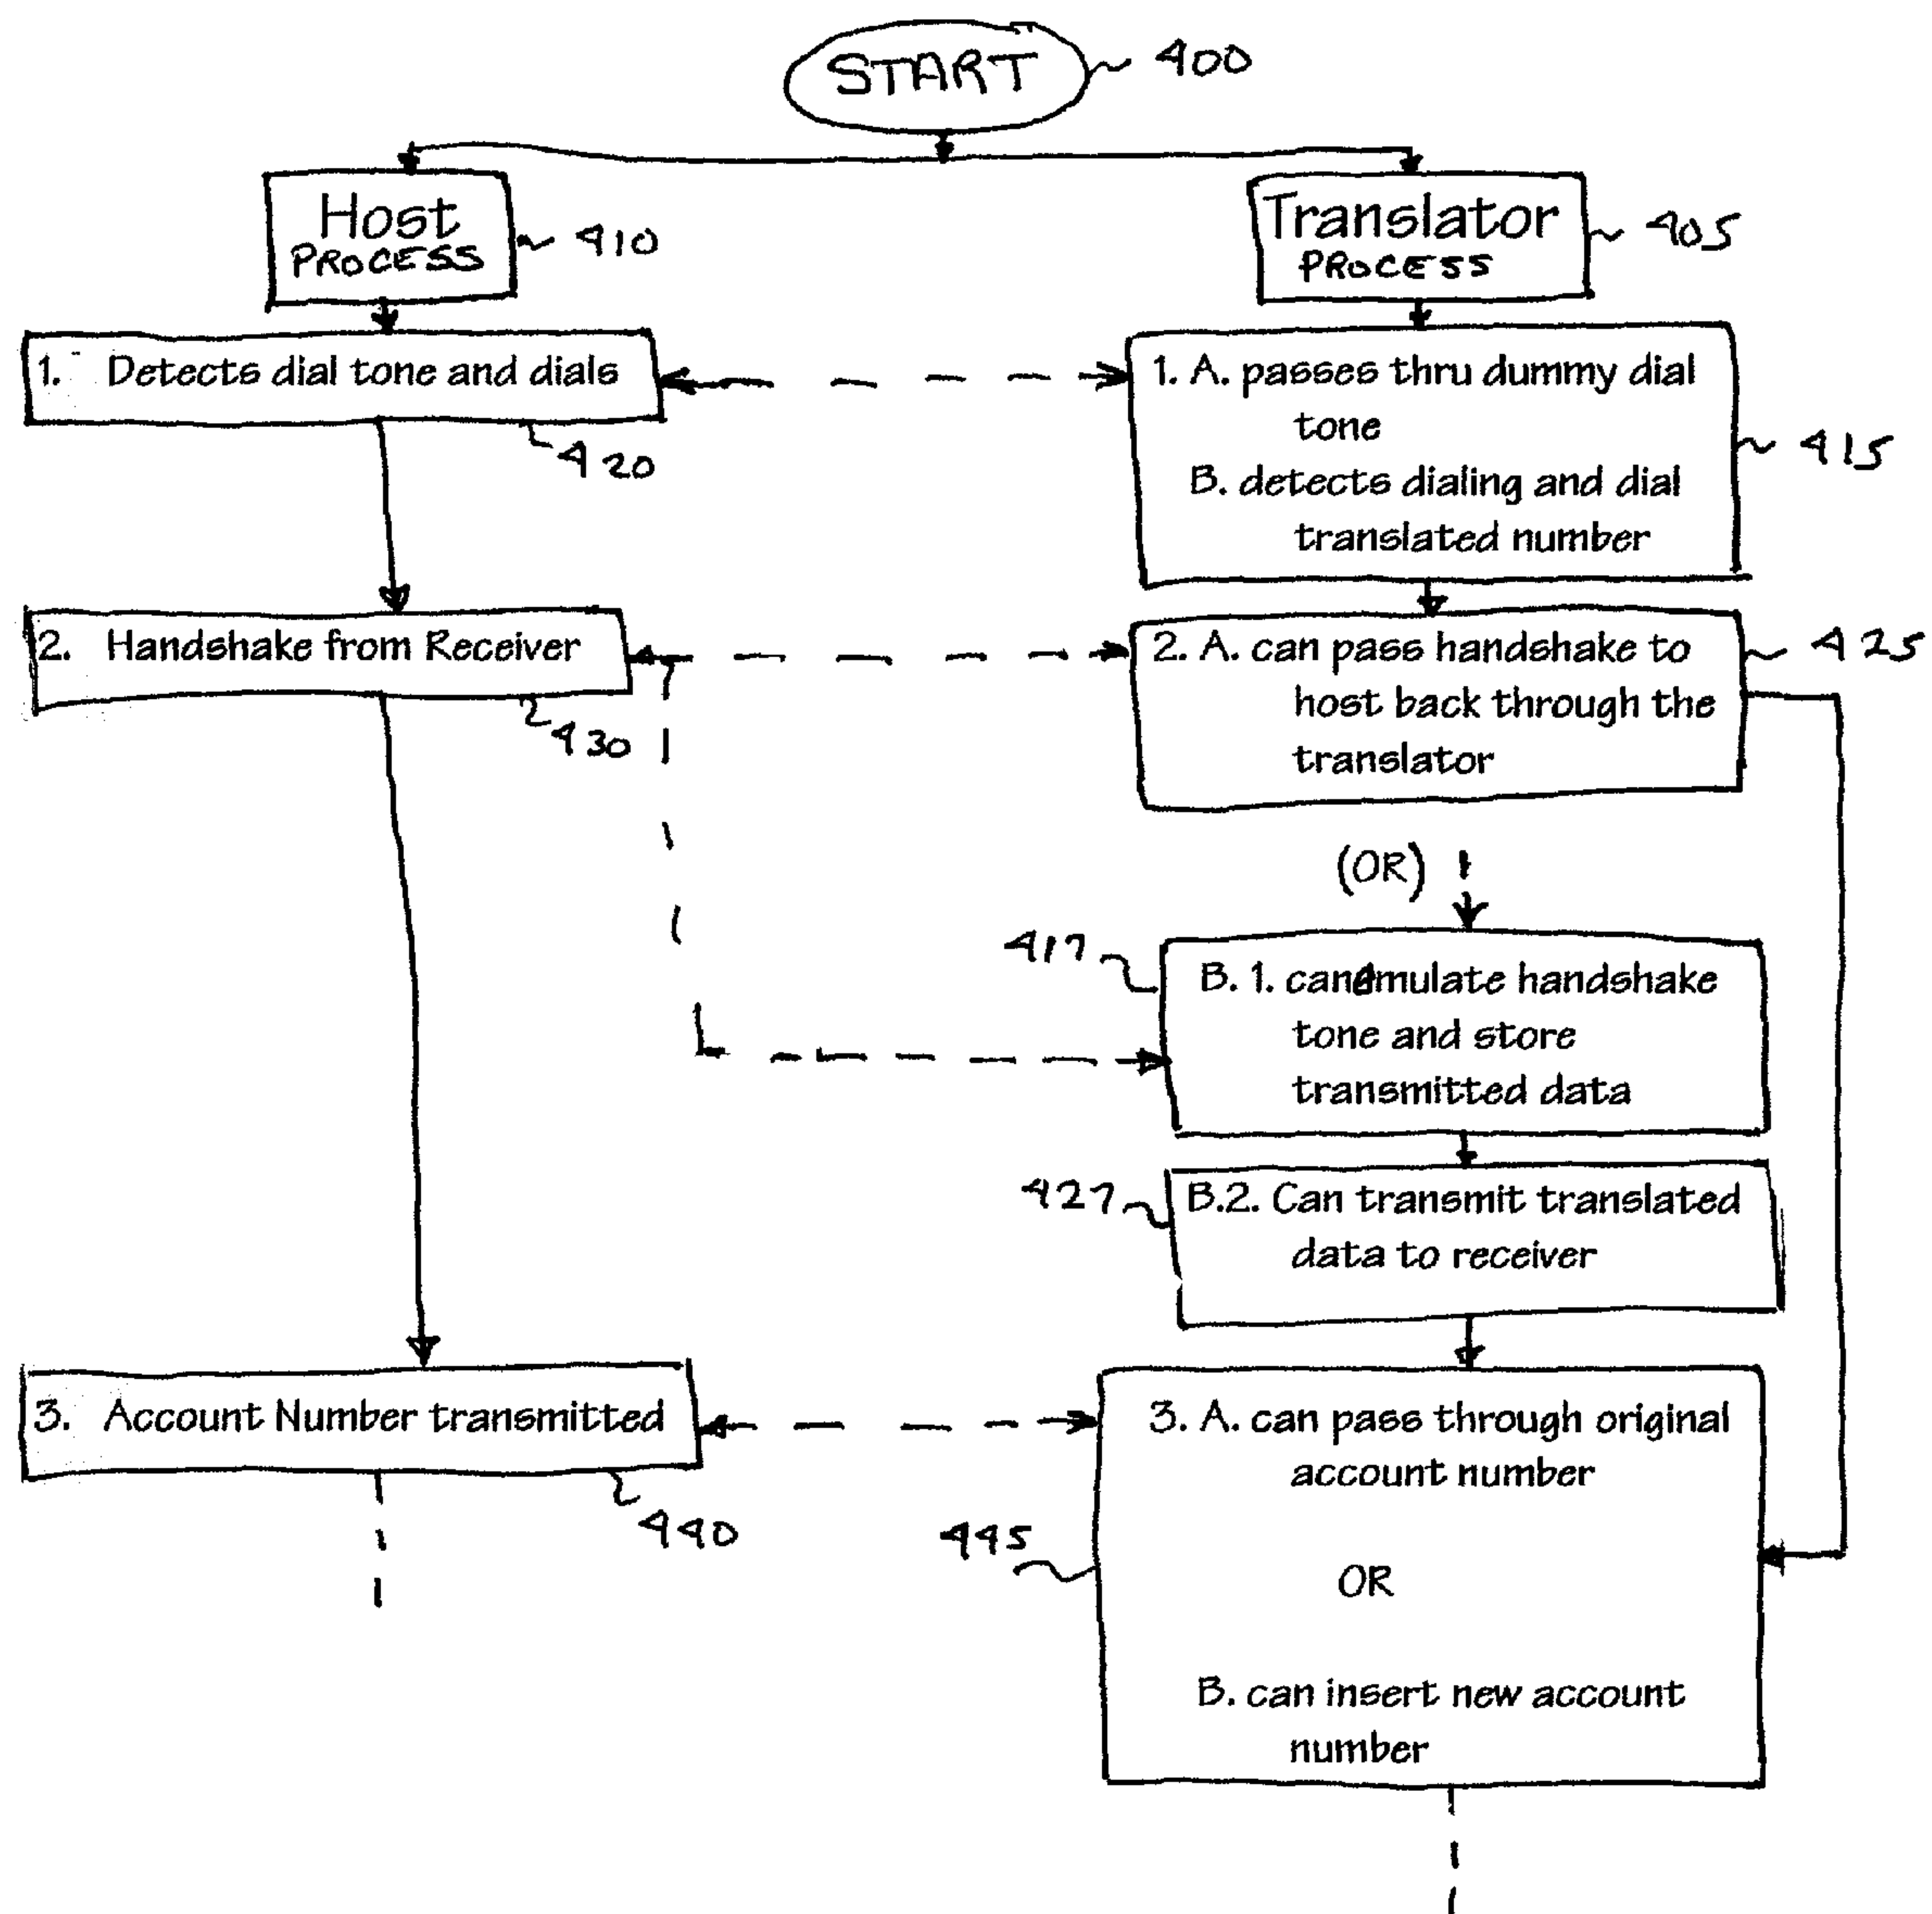 START
400
Host
PROCESS
410
Translator
PROCESS
405
1. Detects dial tone and dials
420
1. A. passes thru dummy dial
tone
B. detects dialing and dial
translated number
415
2. Handshake from Receiver
430
2. A. can pass handshake to
host back through the
translator
425
(OR)
417
B. 1. can emulate handshake
tone and store
transmitted data
427
B.2. Can transmit translated
data to receiver
3. Account Number transmitted
440
3. A. can pass through original
account number
OR
B. can insert new account
number
445